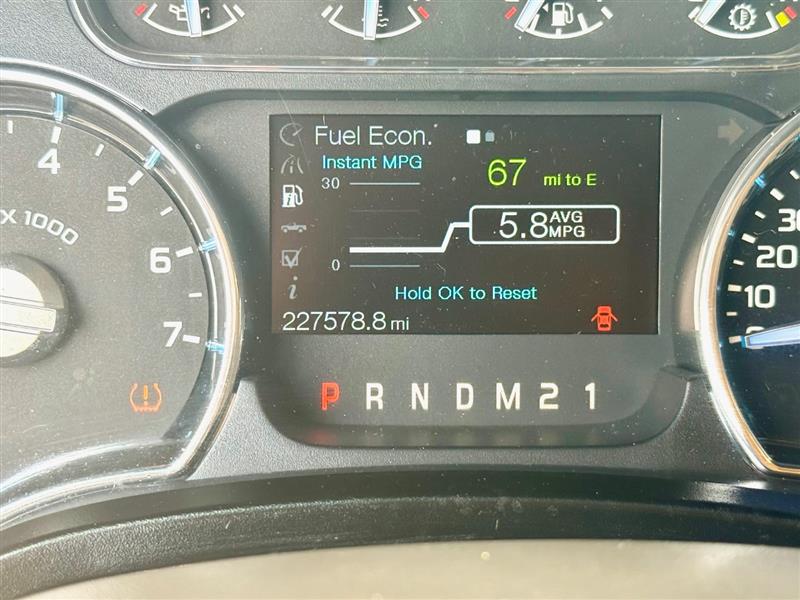 Fuel Econ.
Instant MPG
30
0
67 mi to E
5.8 AVG MPG
Hold OK to Reset
227578.8 mi
P R N D M 2 1
4
5
6
7
X 1000
30
20
10
0